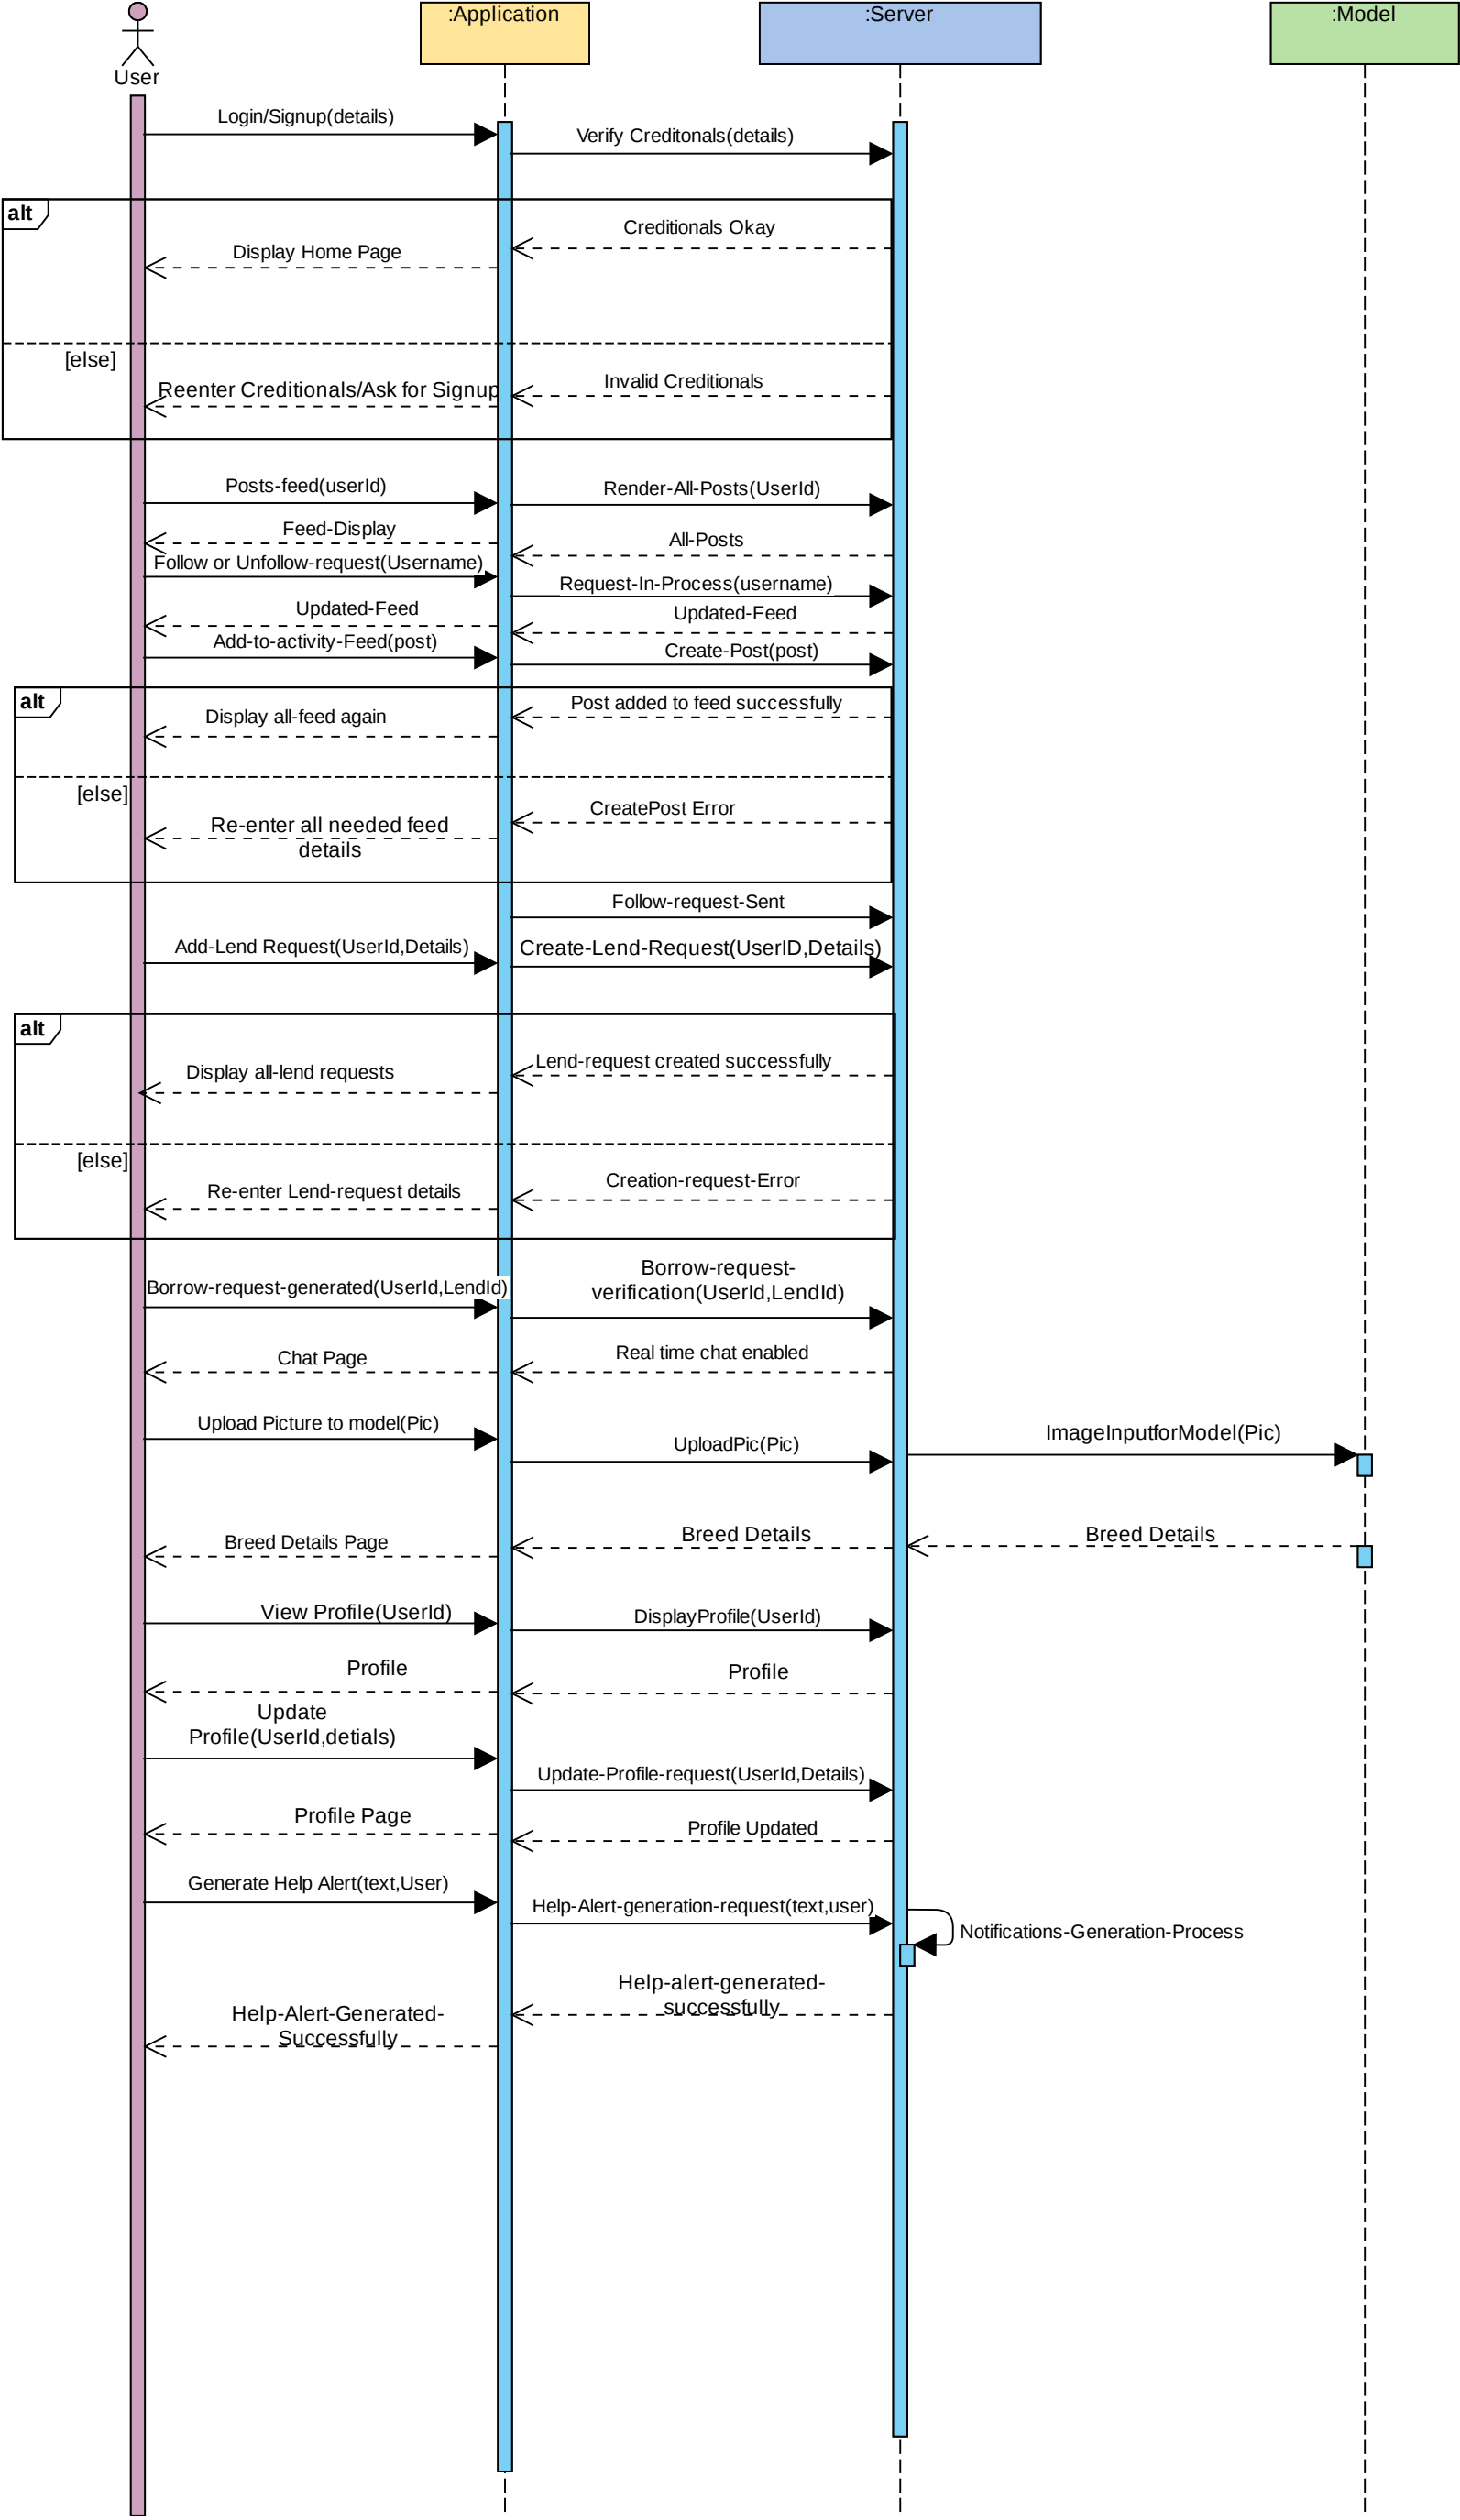 :Application
:Server
:Model
User
Login/Signup(details)
Verify Creditonals(details)
alt
Creditionals Okay
Display Home Page
[else]
Invalid Creditionals
Reenter Creditionals/Ask for Signup
Posts-feed(userId)
Render-All-Posts(UserId)
Feed-Display
All-Posts
Follow or Unfollow-request(Username)
Request-In-Process(username)
Updated-Feed
Updated-Feed
Add-to-activity-Feed(post)
Create-Post(post)
alt
Post added to feed successfully
Display all-feed again
[else]
CreatePost Error
Re-enter all needed feed
details
Follow-request-Sent
Add-Lend Request(UserId,Details)
Create-Lend-Request(UserID,Details)
alt
Lend-request created successfully
Display all-lend requests
[else]
Creation-request-Error
Re-enter Lend-request details
Borrow-request-generated(UserId,LendId)
Borrow-request-
verification(UserId,LendId)
Real time chat enabled
Chat Page
Upload Picture to model(Pic)
UploadPic(Pic)
ImageInputforModel(Pic)
Breed Details Page
Breed Details
Breed Details
View Profile(UserId)
DisplayProfile(UserId)
Profile
Profile
Update
Profile(UserId,detials)
Update-Profile-request(UserId,Details)
Profile Page
Profile Updated
Generate Help Alert(text,User)
Help-Alert-generation-request(text,user)
Notifications-Generation-Process
Help-alert-generated-
successfully
Help-Alert-Generated-
Successfully